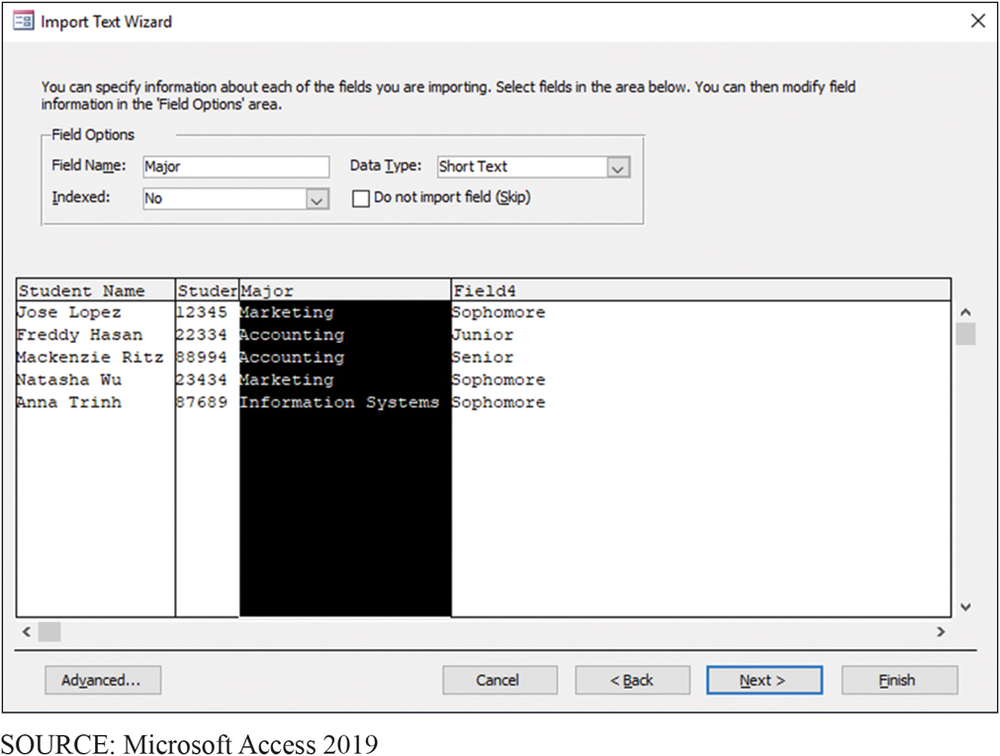 Import Text Wizard
You can specify information about each of the fields you are importing. Select fields in the area below. You can then modify field
information in the 'Field Options' area.
Field Options
Field Name: Major Data Type: Short Text
Indexed: No Do not import field (Skip)
Student Name Studer Major Field4
Jose Lopez 12345 Marketing Sophomore
Freddy Hasan 22334 Accounting Junior
Mackenzie Ritz 88994 Accounting Senior
Natasha Wu 23434 Marketing Sophomore
Anna Trinh 87689 Information Systems Sophomore
Advanced... Cancel < Back Next > Finish
SOURCE: Microsoft Access 2019